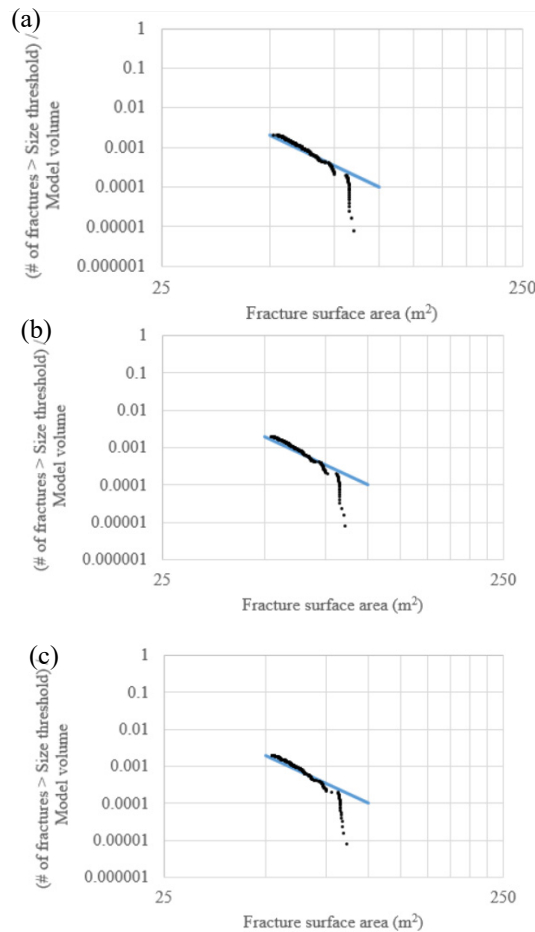 (a)
(# of fractures > Size threshold) /
Model volume
1
0.1
0.01
0.001
0.0001
0.00001
0.000001
25
250
Fracture surface area (m²)
(b)
(# of fractures > Size threshold) /
Model volume
1
0.1
0.01
0.001
0.0001
0.00001
0.000001
25
250
Fracture surface area (m²)
(c)
(# of fractures > Size threshold) /
Model volume
1
0.1
0.01
0.001
0.0001
0.00001
0.000001
25
250
Fracture surface area (m²)